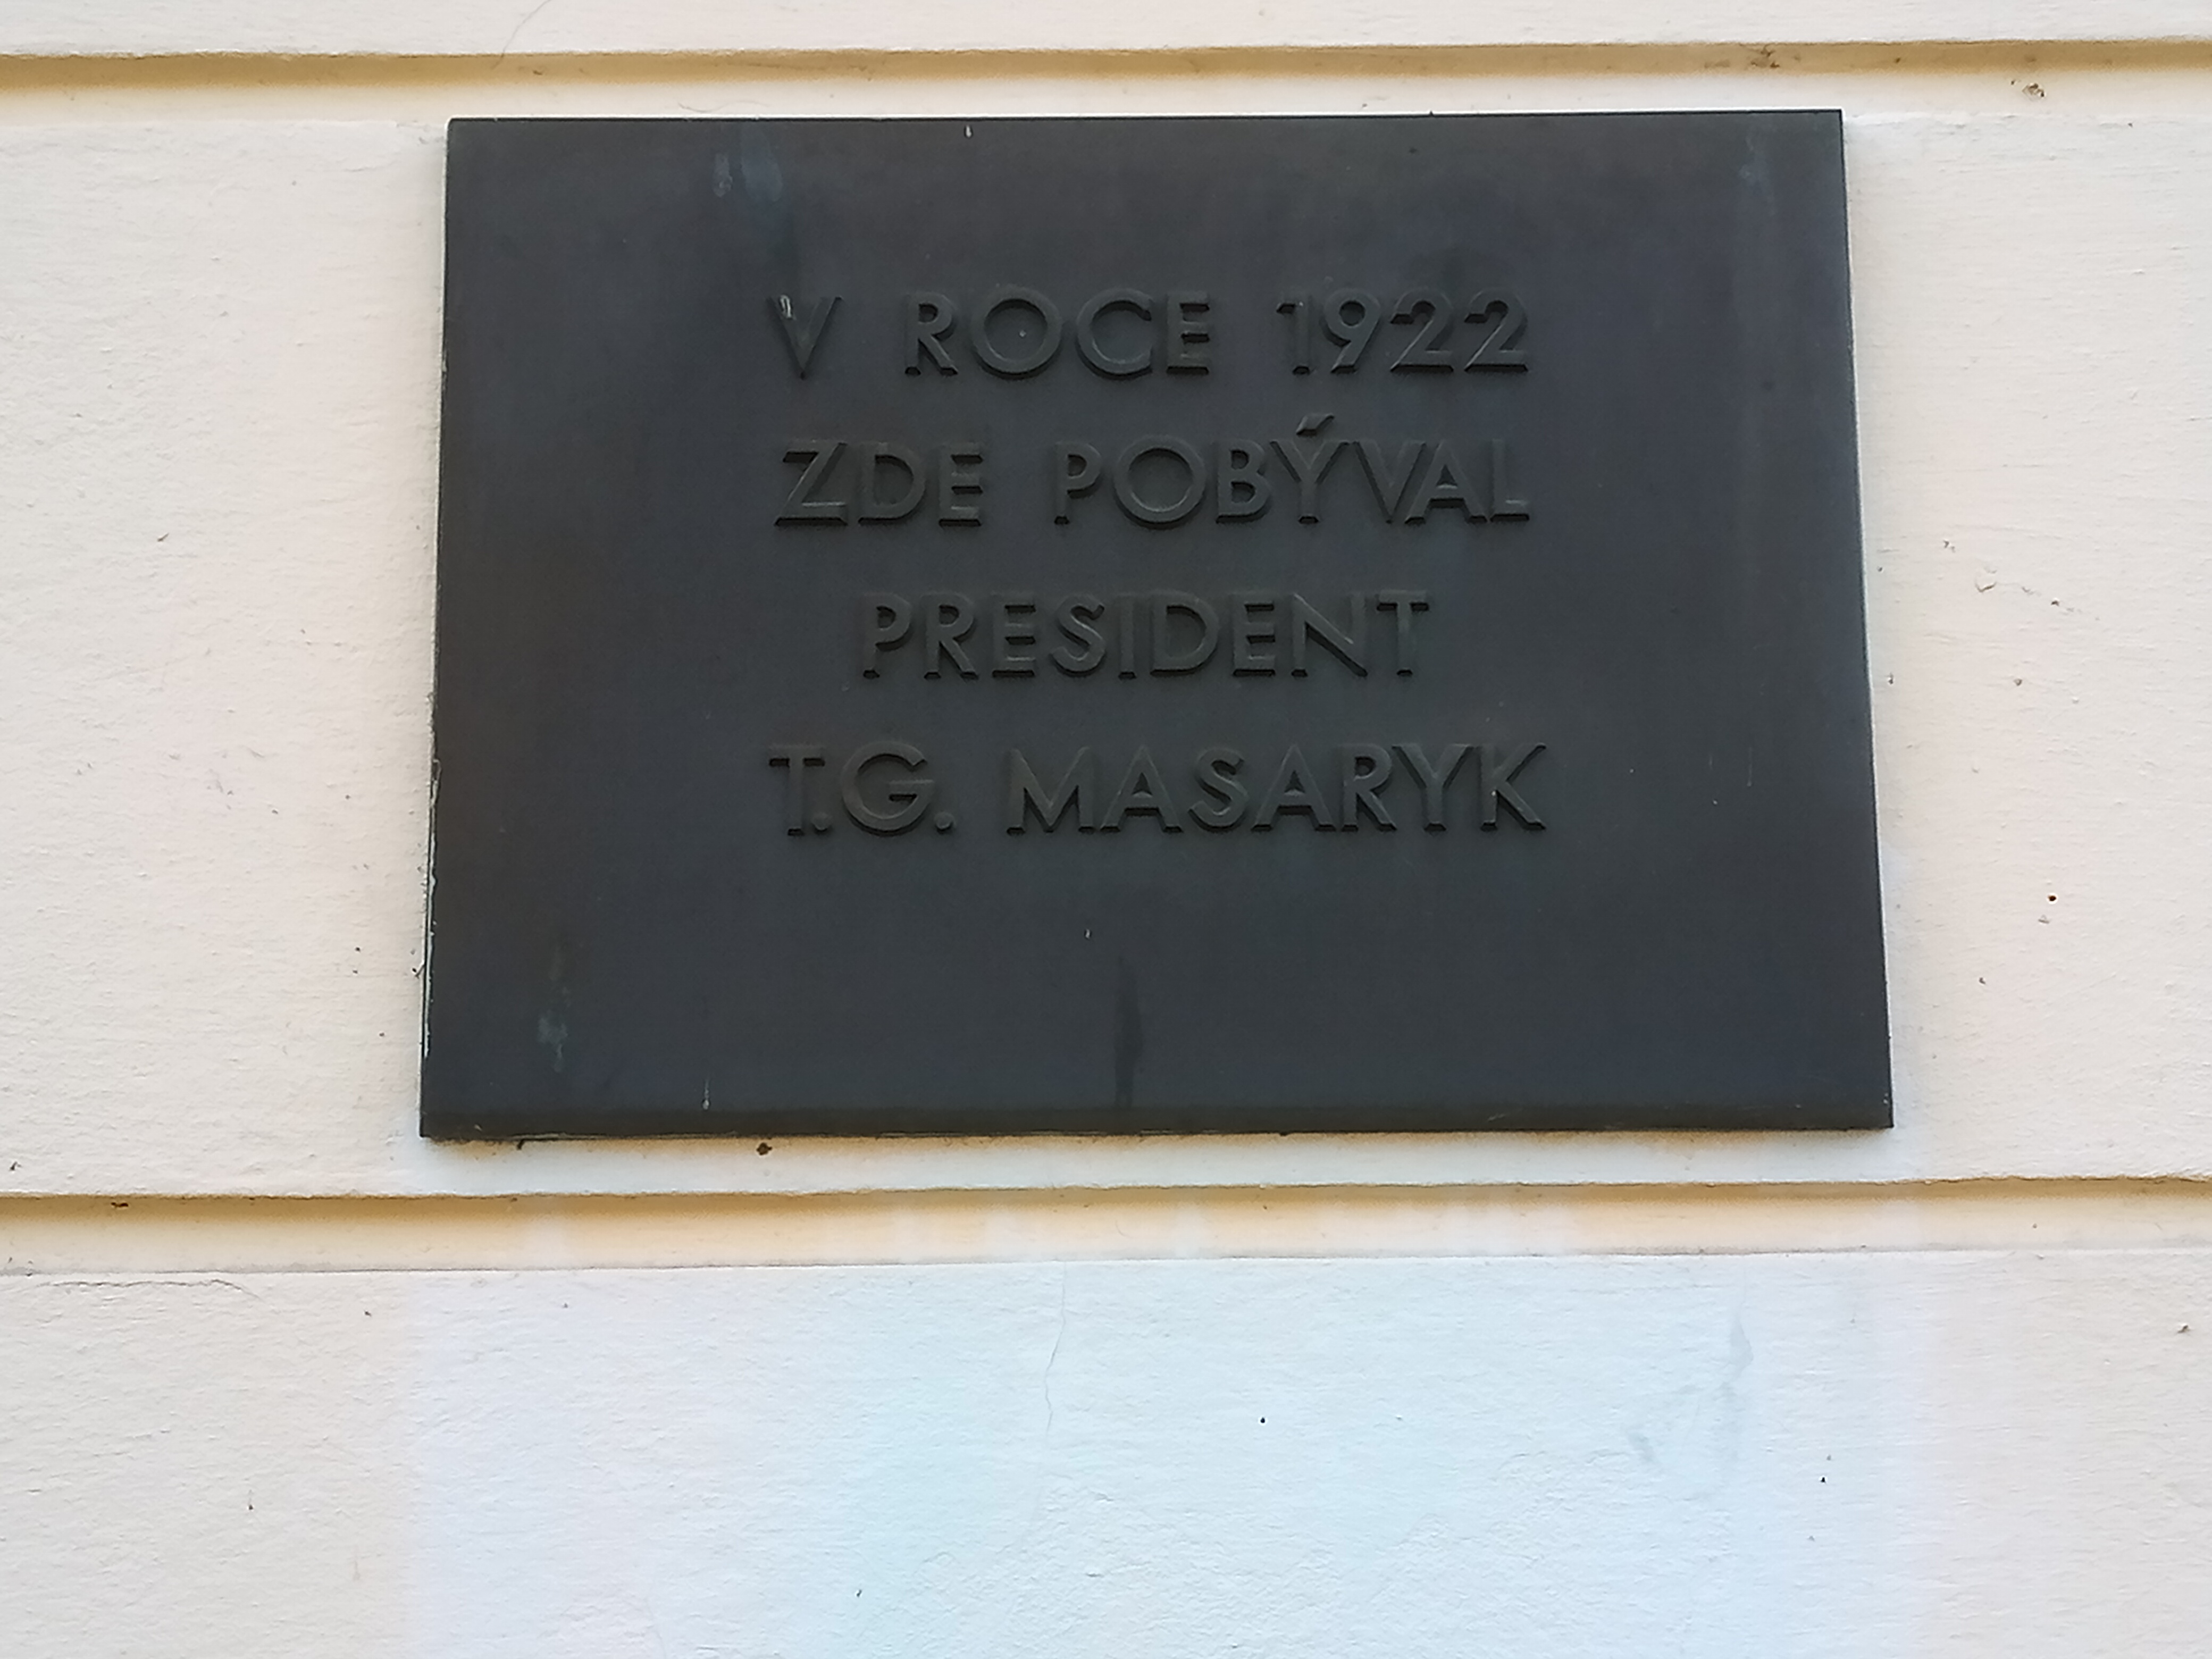 V ROCE 1922
ZDE POBÝVAL
PRESIDENT
T.G. MASARYK